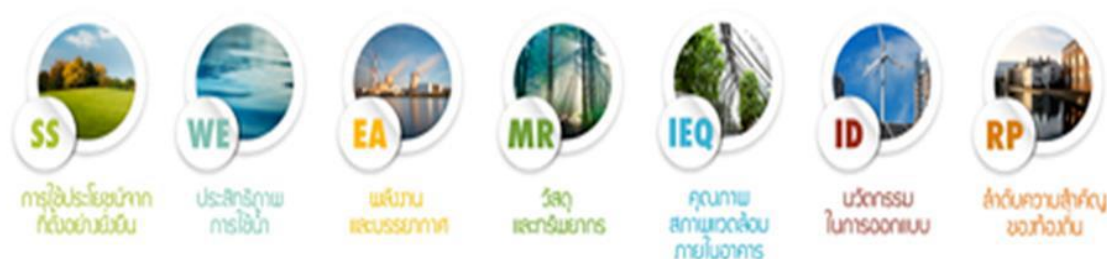 SS
การใช้ประโยชน์จาก
ที่ตั้งอย่างยั่งยืน
WE
ประสิทธิภาพ
การใช้น้ำ
EA
พลังงาน
และบรรยากาศ
MR
วัสดุ
และทรัพยากร
IEQ
คุณภาพ
สภาพแวดล้อม
ภายในอาคาร
ID
นวัตกรรม
ในการออกแบบ
RP
ลำดับความสำคัญ
ของท้องถิ่น